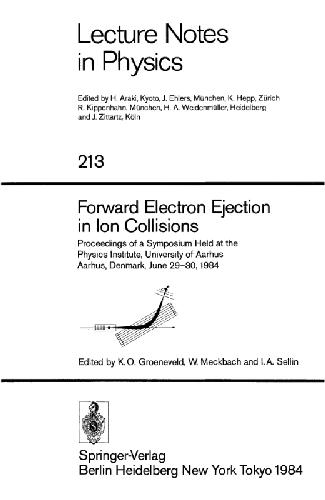 Lecture Notes
in Physics
Edited by H. Araki, Kyoto, J. Ehlers, München, K. Hepp, Zürich
R. Kippenhahn, München, H. A. Weidenmüller, Heidelberg
and J. Zittartz, Köln
213
Forward Electron Ejection
in Ion Collisions
Proceedings of a Symposium Held at the
Physics Institute, University of Aarhus
Aarhus, Denmark, June 29–30, 1984
Edited by K. O. Groeneveld, W. Meckbach and I. A. Sellin
Springer-Verlag
Berlin Heidelberg New York Tokyo 1984